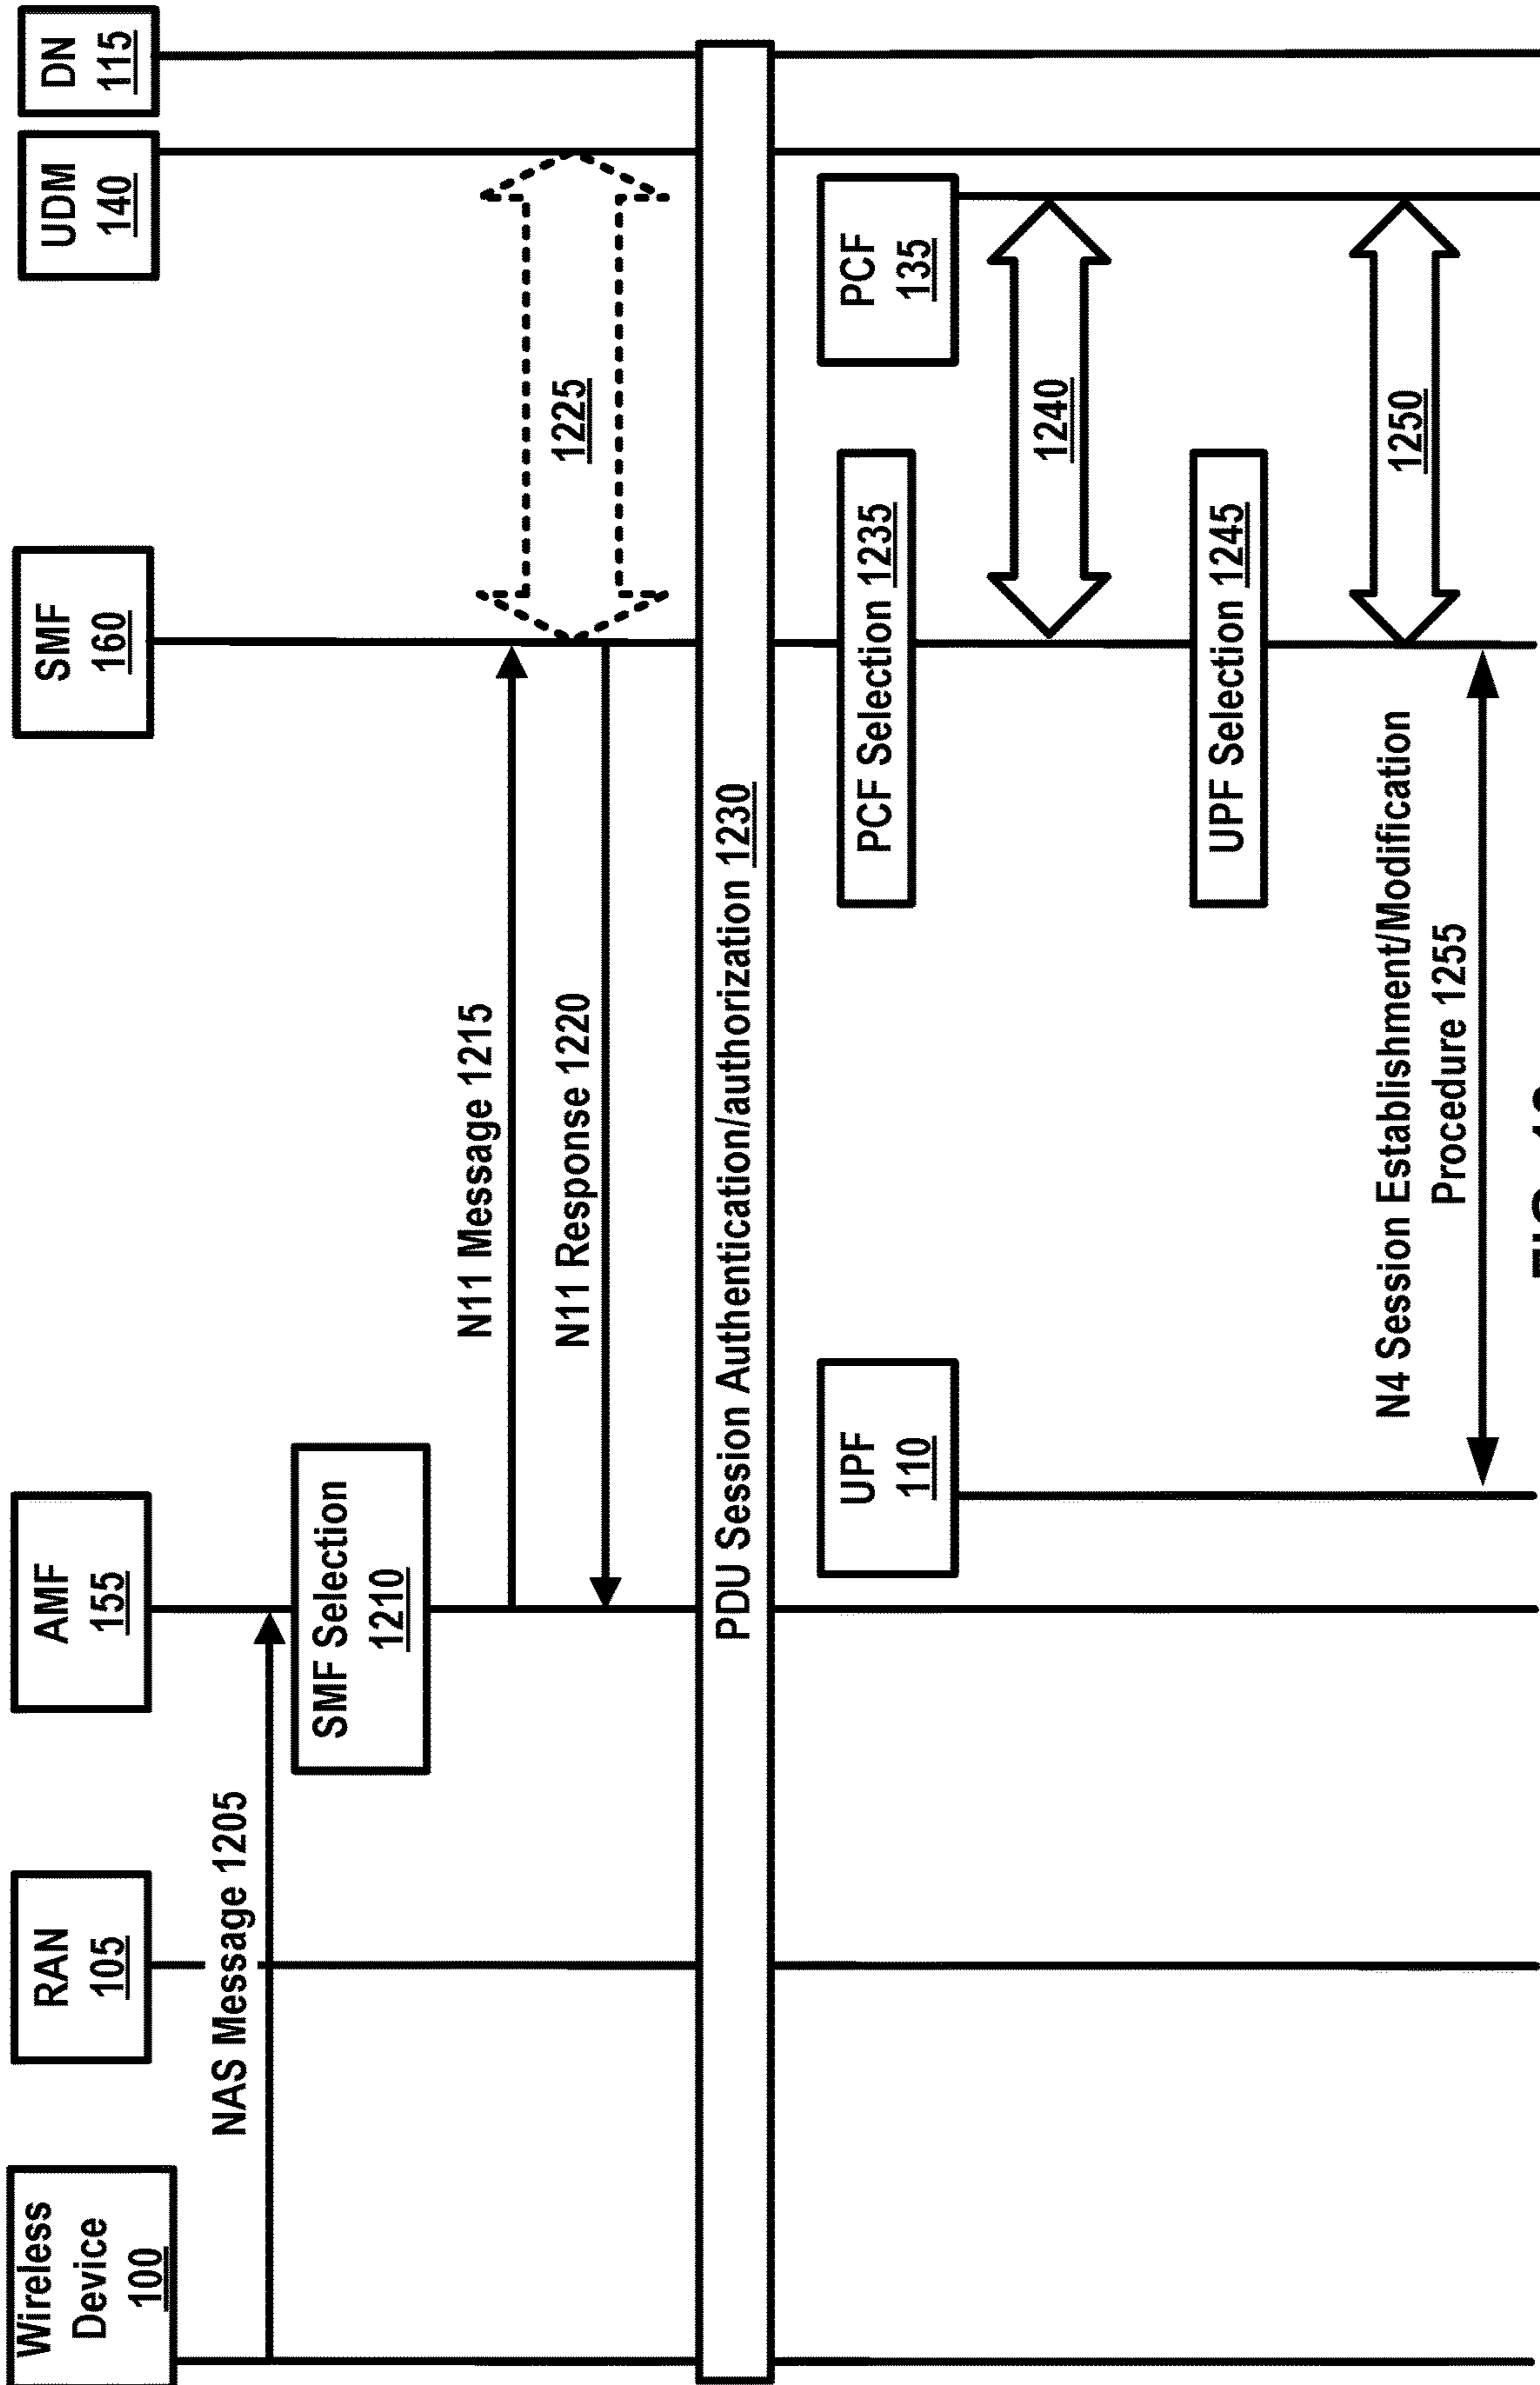 Wireless
Device
100
RAN
105
AMF
155
SMF
160
UDM
140
DN
115
NAS Message 1205
SMF Selection
1210
N11 Message 1215
N11 Response 1220
1225
PDU Session Authentication/authorization 1230
UPF
110
PCF
135
PCF Selection 1235
1240
UPF Selection 1245
1250
N4 Session Establishment/Modification
Procedure 1255